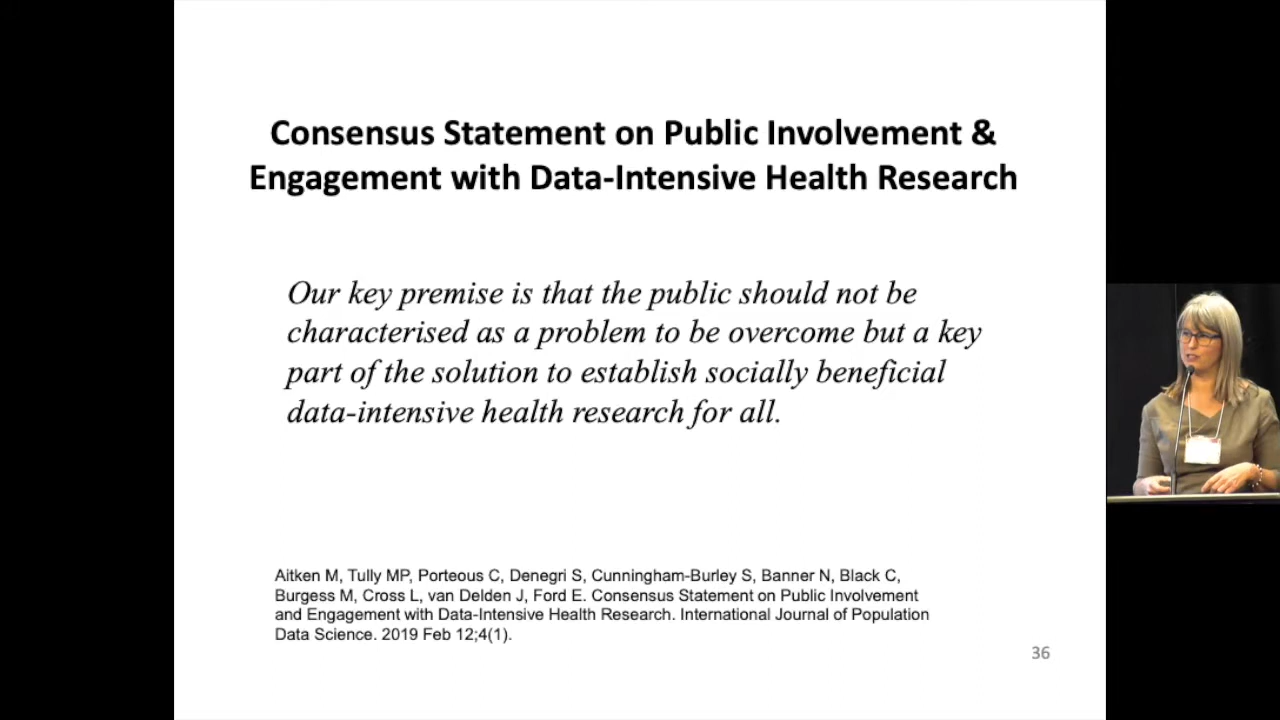 Consensus Statement on Public Involvement &
Engagement with Data-Intensive Health Research
Our key premise is that the public should not be
characterised as a problem to be overcome but a key
part of the solution to establish socially beneficial
data-intensive health research for all.
Aitken M, Tully MP, Porteous C, Denegri S, Cunningham-Burley S, Banner N, Black C,
Burgess M, Cross L, van Delden J, Ford E. Consensus Statement on Public Involvement
and Engagement with Data-Intensive Health Research. International Journal of Population
Data Science. 2019 Feb 12;4(1).
36